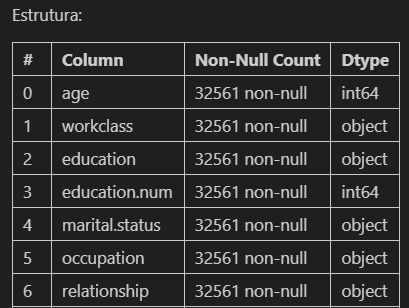 Estrutura:
# Column Non-Null Count Dtype
0 age 32561 non-null int64
1 workclass 32561 non-null object
2 education 32561 non-null object
3 education.num 32561 non-null int64
4 marital.status 32561 non-null object
5 occupation 32561 non-null object
6 relationship 32561 non-null object